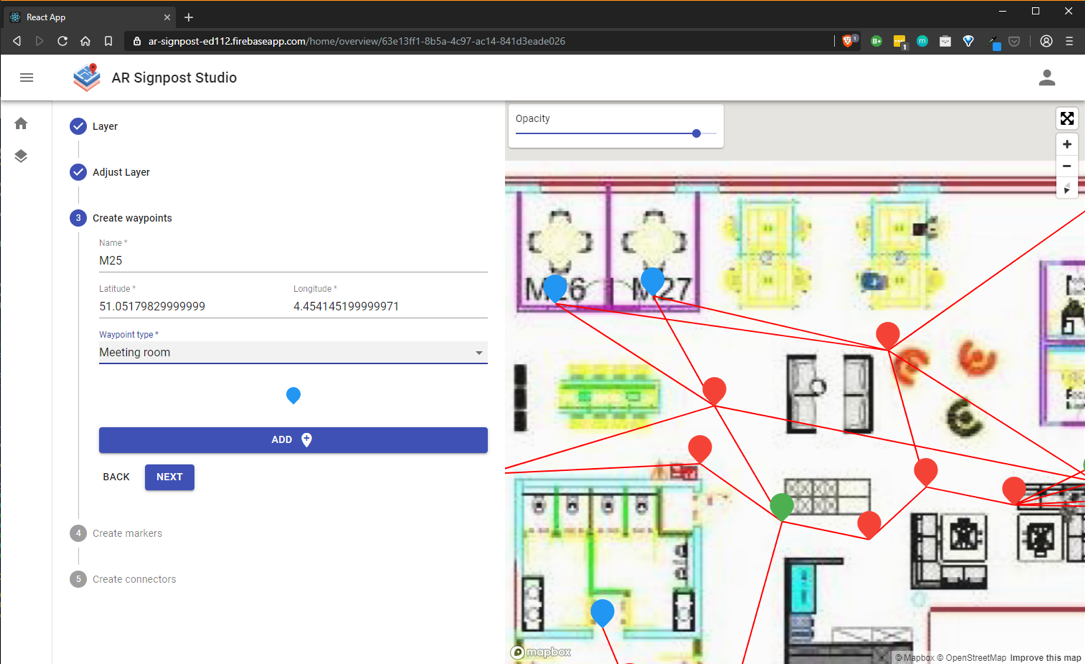 React App
ar-signpost-ed112.firebaseapp.com/home/overview/63e13ff1-8b5a-4c97-ac14-841d3eade026
1
1
AR Signpost Studio
Layer
Adjust Layer
3 Create waypoints
Name *
M25
Latitude * Longitude *
51.05179829999999 4.454145199999971
Waypoint type *
Meeting room
ADD
BACK NEXT
4 Create markers
5 Create connectors
Opacity
M26 M27
mapbox
© Mapbox © OpenStreetMap Improve this map